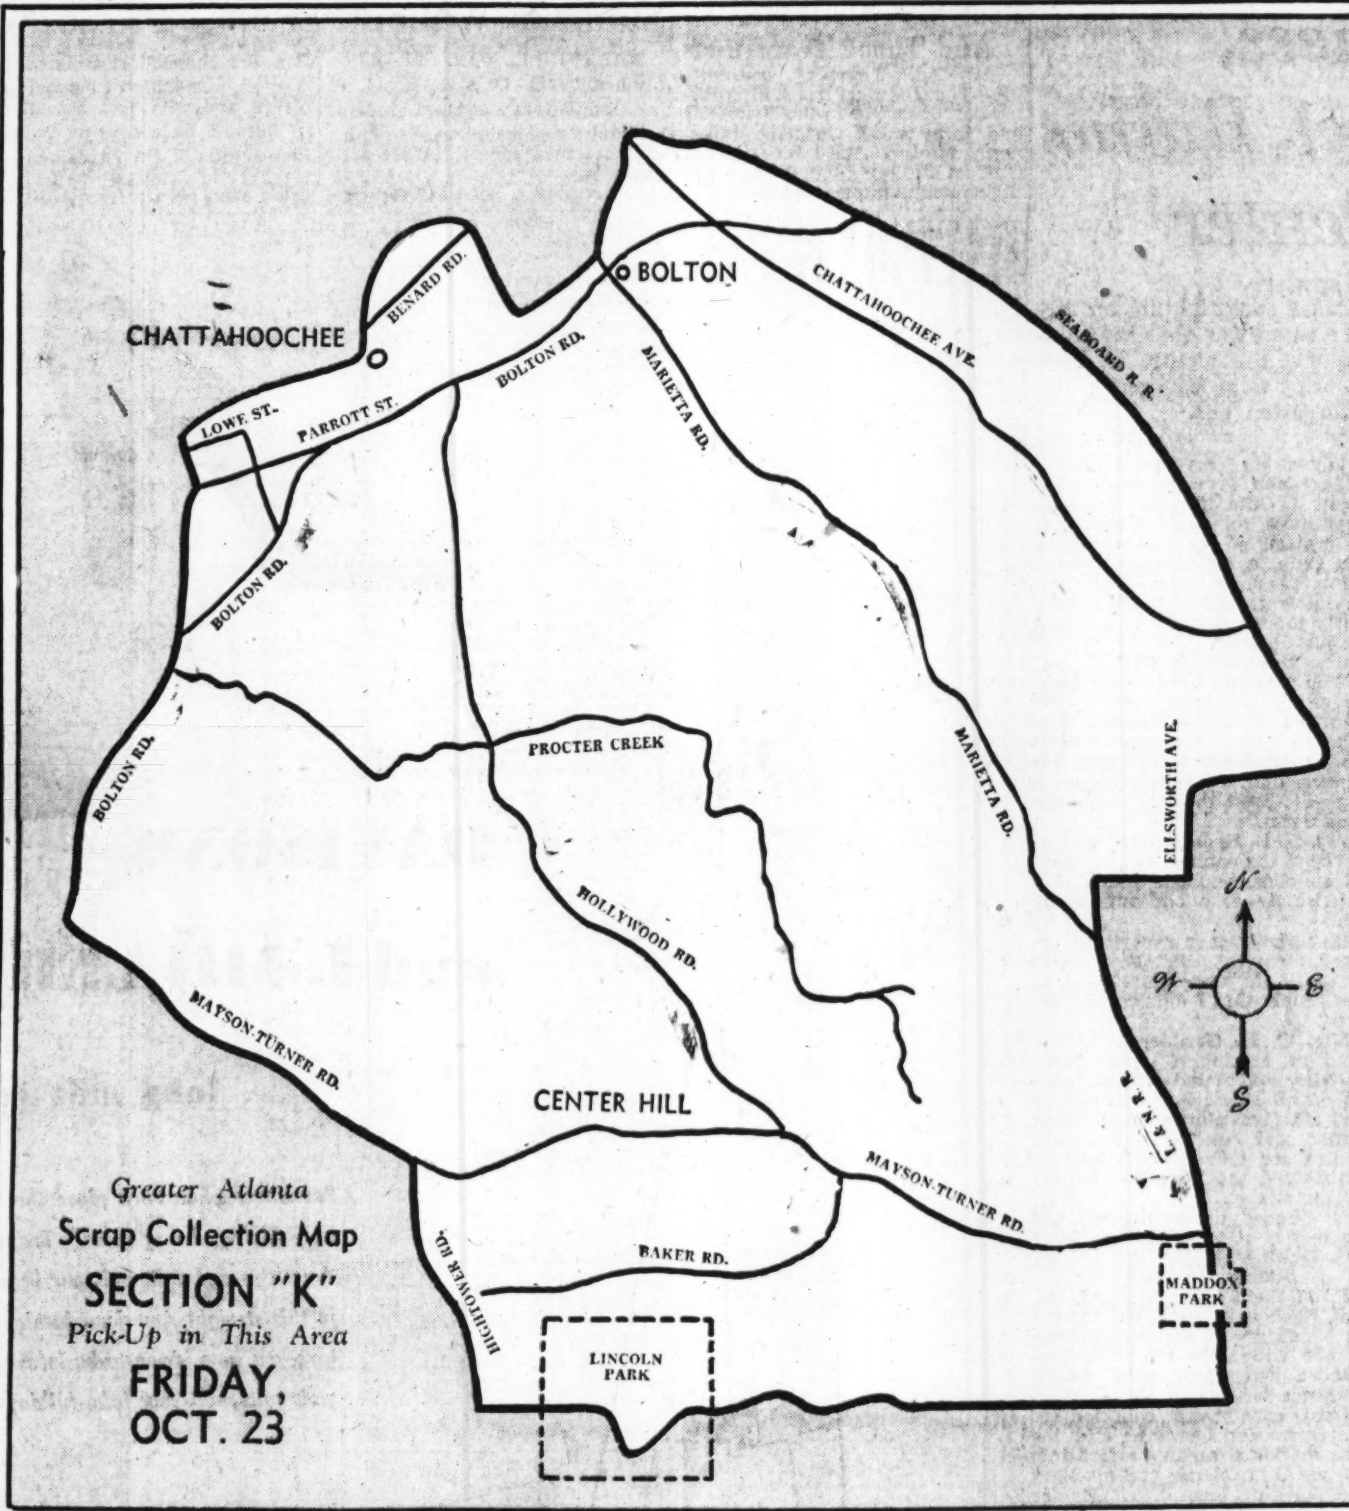 BOLTON
BENARD RD.
CHATTAHOOCHEE
CHATTAHOOCHEE AVE.
SEABOARD R. R.
BOLTON RD.
MARIETTA RD.
LOWE ST.
PARROTT ST.
BOLTON RD.
BOLTON RD.
PROCTER CREEK
MARIETTA RD.
ELLSWORTH AVE.
N
W
E
S
HOLLYWOOD RD.
MAYSON-TURNER RD.
CENTER HILL
L. & N. R. R.
MAYSON-TURNER RD.
BAKER RD.
HIGHTOWER RD.
MADDOX
PARK
LINCOLN
PARK
Greater Atlanta
Scrap Collection Map
SECTION "K"
Pick-Up in This Area
FRIDAY,
OCT. 23